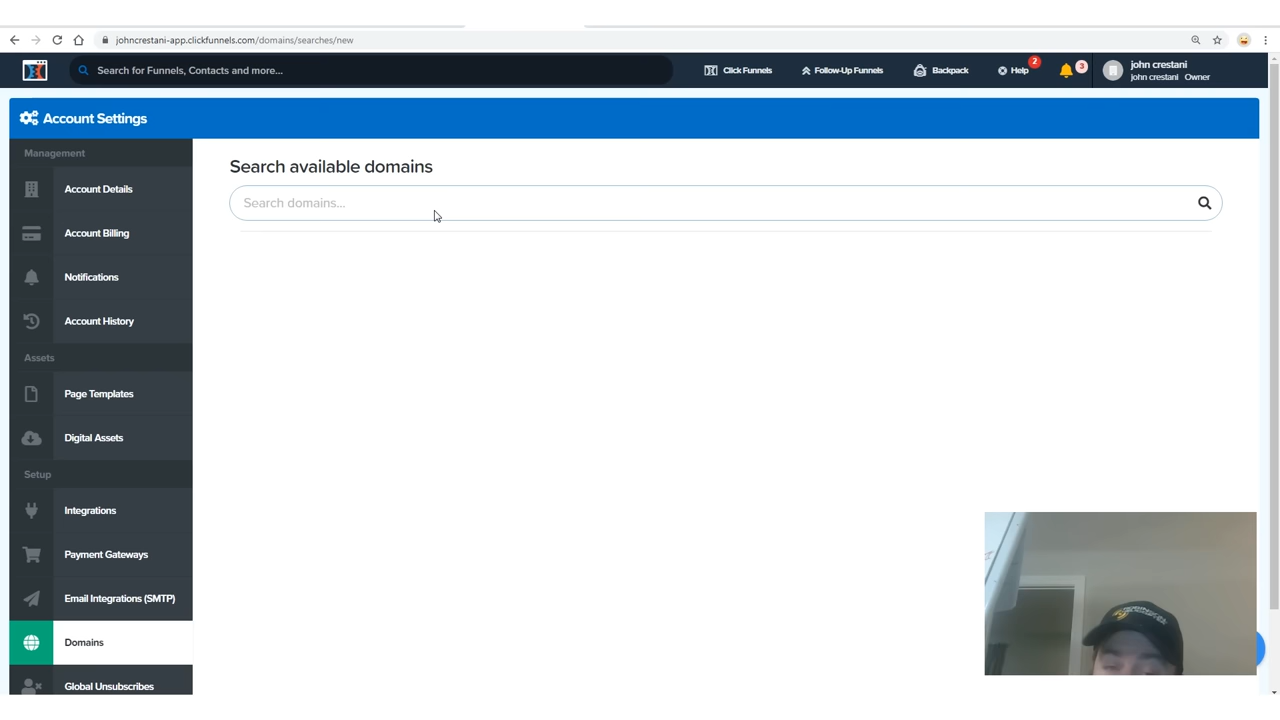 johncrestani-app.clickfunnels.com/domains/searches/new
Search for Funnels, Contacts and more...
Click Funnels
Follow-Up Funnels
Backpack
Help
2
3
john crestani
john crestani Owner
Account Settings
Management
Account Details
Account Billing
Notifications
Account History
Assets
Page Templates
Digital Assets
Setup
Integrations
Payment Gateways
Email Integrations (SMTP)
Domains
Global Unsubscribes
Search available domains
Search domains...